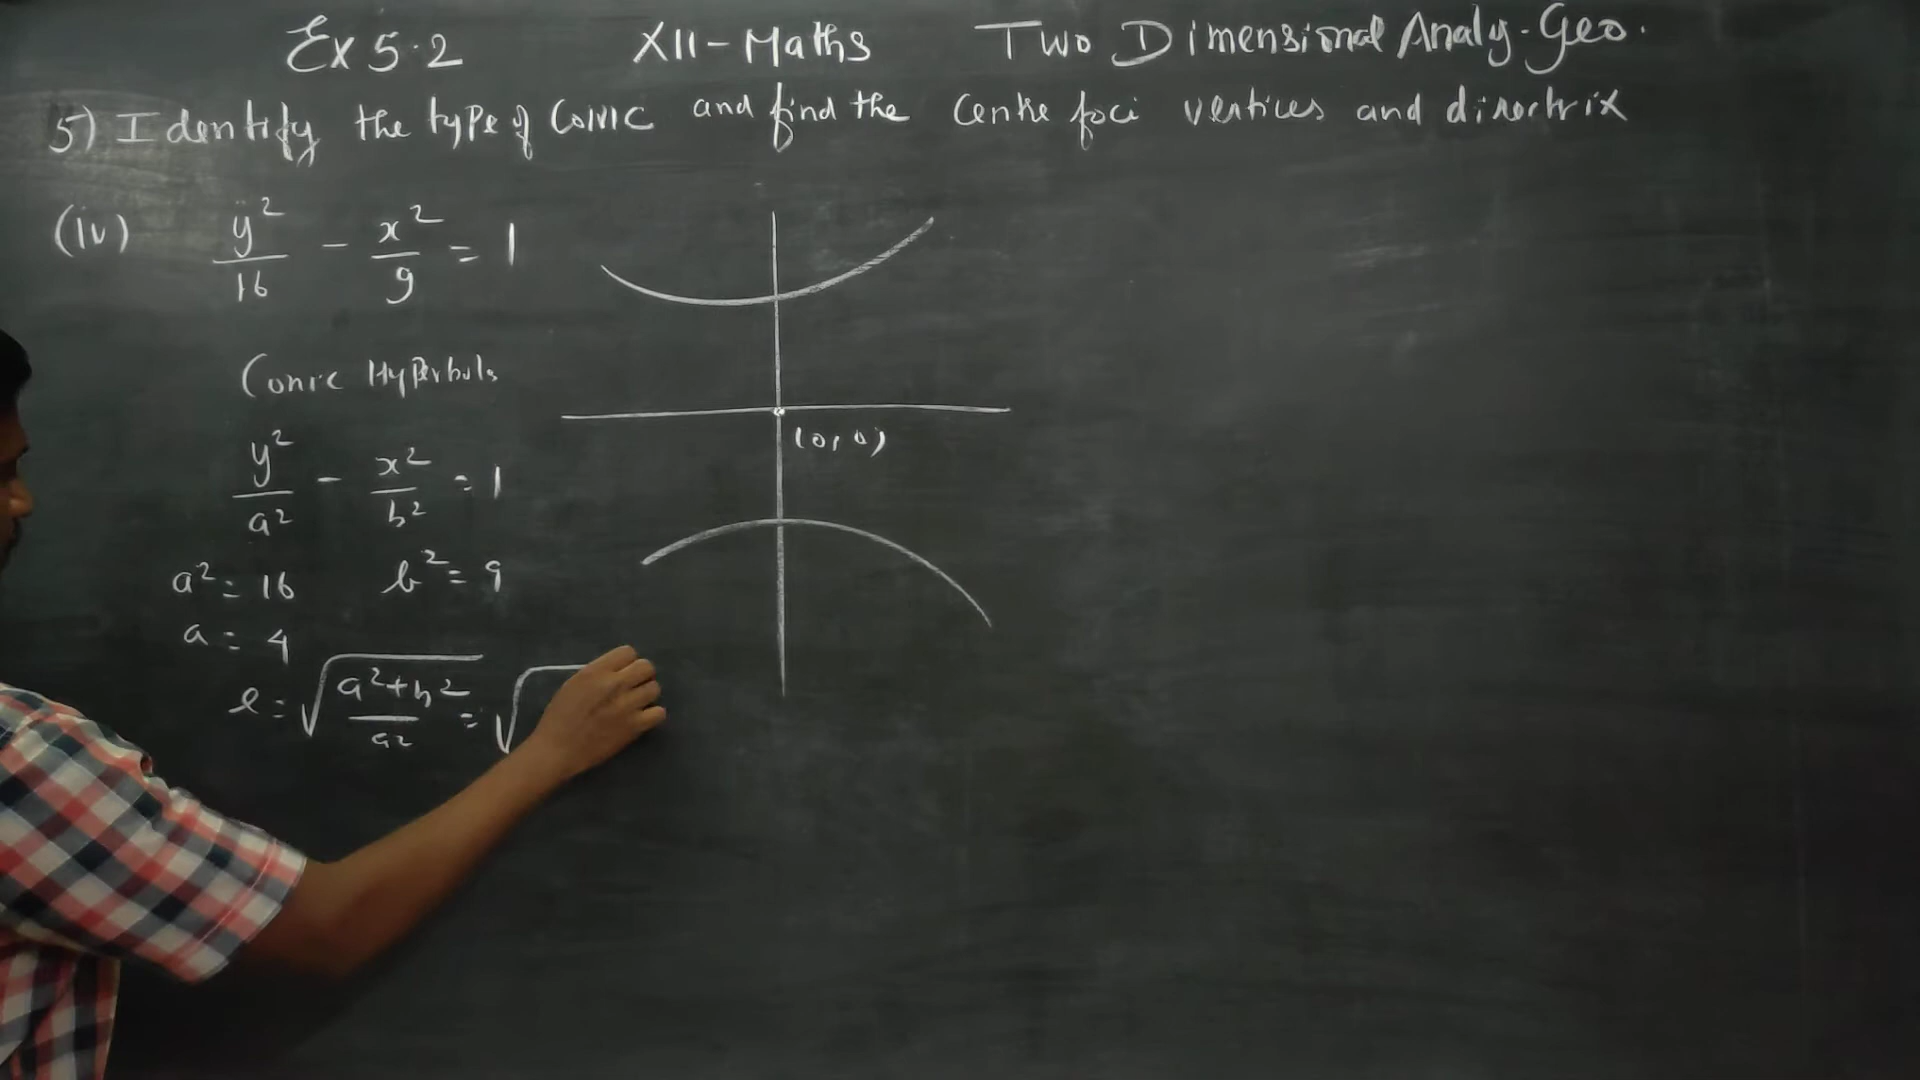 Ex 5.2 XII - Maths Two Dimensional Analy. Geo.
5) Identify the type of Conic and find the Centre foci vertices and directrix
(iv) y²/16 - x²/9 = 1
Conic Hyperbola
(0, 0)
y²/a² - x²/b² = 1
a² = 16 b² = 9
a = 4
e = √(a²+b²/a²) = √